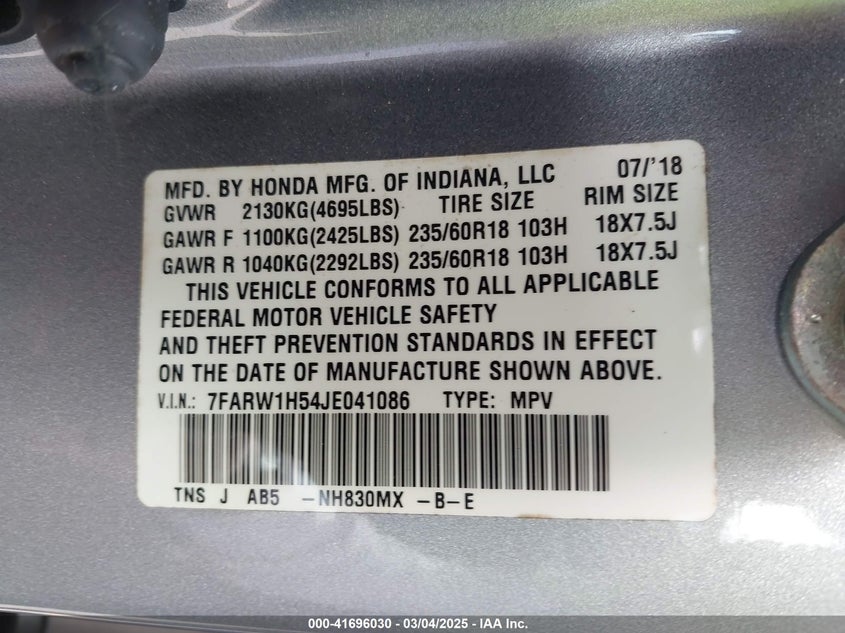 MFD. BY HONDA MFG. OF INDIANA, LLC 07/'18
GVWR 2130KG(4695LBS) TIRE SIZE RIM SIZE
GAWR F 1100KG(2425LBS) 235/60R18 103H 18X7.5J
GAWR R 1040KG(2292LBS) 235/60R18 103H 18X7.5J
THIS VEHICLE CONFORMS TO ALL APPLICABLE
FEDERAL MOTOR VEHICLE SAFETY
AND THEFT PREVENTION STANDARDS IN EFFECT
ON THE DATE OF MANUFACTURE SHOWN ABOVE.
V.I.N.: 7FARW1H54JE041086 TYPE: MPV
TNS J AB5 -NH830MX -B-E
000-41696030 - 03/04/2025 - IAA Inc.